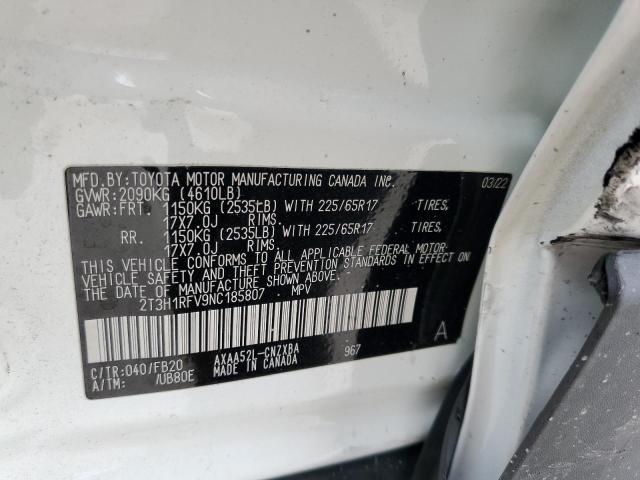 MFD.BY:TOYOTA MOTOR MANUFACTURING CANADA INC. 03/22
GVWR:2090KG (4610LB)
GAWR:FRT. 1150KG (2535LB) WITH 225/65R17 TIRES,
17X7.0J RIMS.
RR. 1150KG (2535LB) WITH 225/65R17 TIRES,
17X7.0J RIMS.
THIS VEHICLE CONFORMS TO ALL APPLICABLE FEDERAL MOTOR
VEHICLE SAFETY AND THEFT PREVENTION STANDARDS IN EFFECT
ON THE DATE OF MANUFACTURE SHOWN ABOVE.
2T3H1RFV9NC185807 MPV
C/TR:040/FB20 AXAA52L-CNZXBA 967 A
A/TM: /UB80E MADE IN CANADA